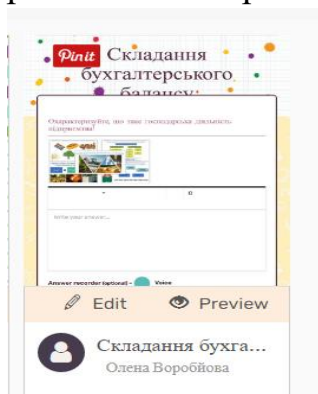 Pinit Складання
бухгалтерського
балансу:
Охарактеризуйте, що таке господарська діяльність
підприємства?
Write your answer...
Answer recorder (optional) - Voice
Edit Preview
Складання бухга...
Олена Воробйова